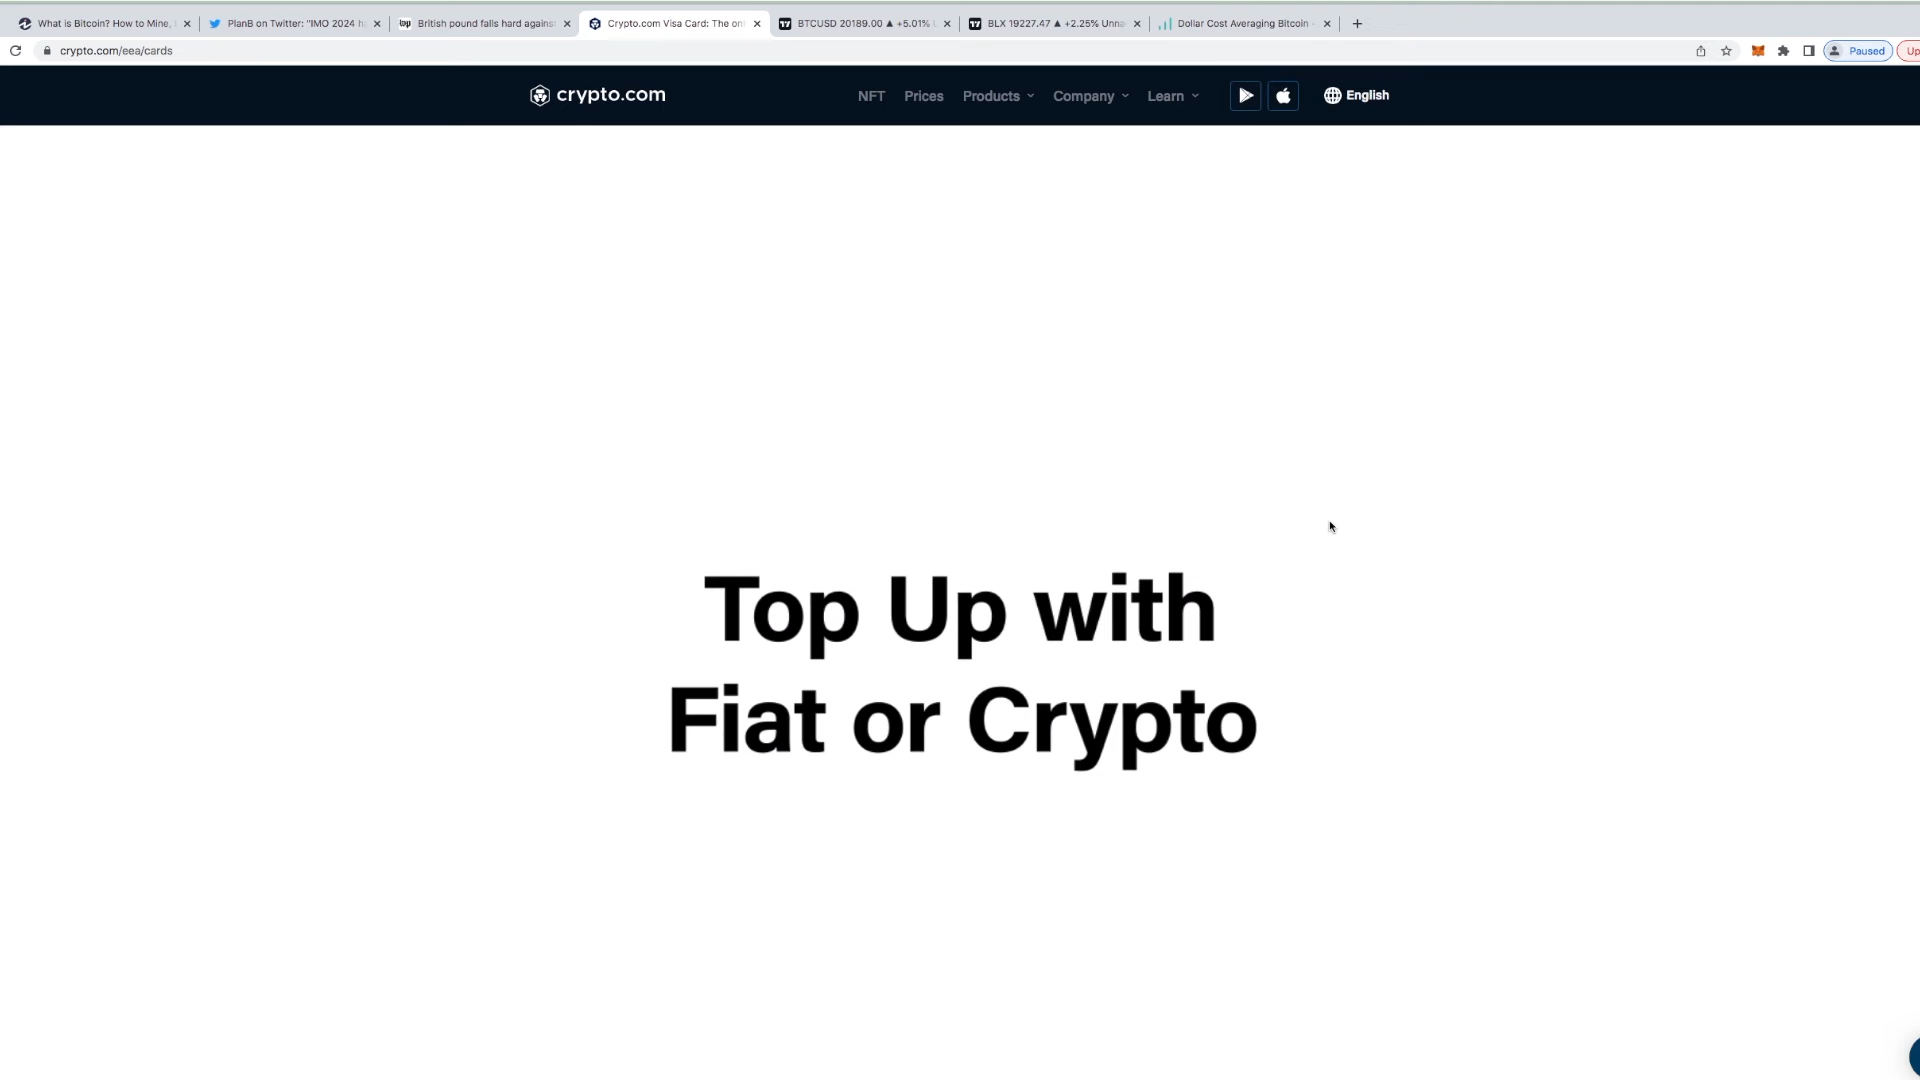 What is Bitcoin? How to Mine,
PlanB on Twitter: "IMO 2024 h
wp British pound falls hard against
Crypto.com Visa Card: The on
BTCUSD 20189.00 ▲ +5.01%
BLX 19227.47 ▲ +2.25% Unna
Dollar Cost Averaging Bitcoin -
crypto.com/eea/cards
Paused
Up
crypto.com
NFT
Prices
Products
Company
Learn
English
Top Up with
Fiat or Crypto